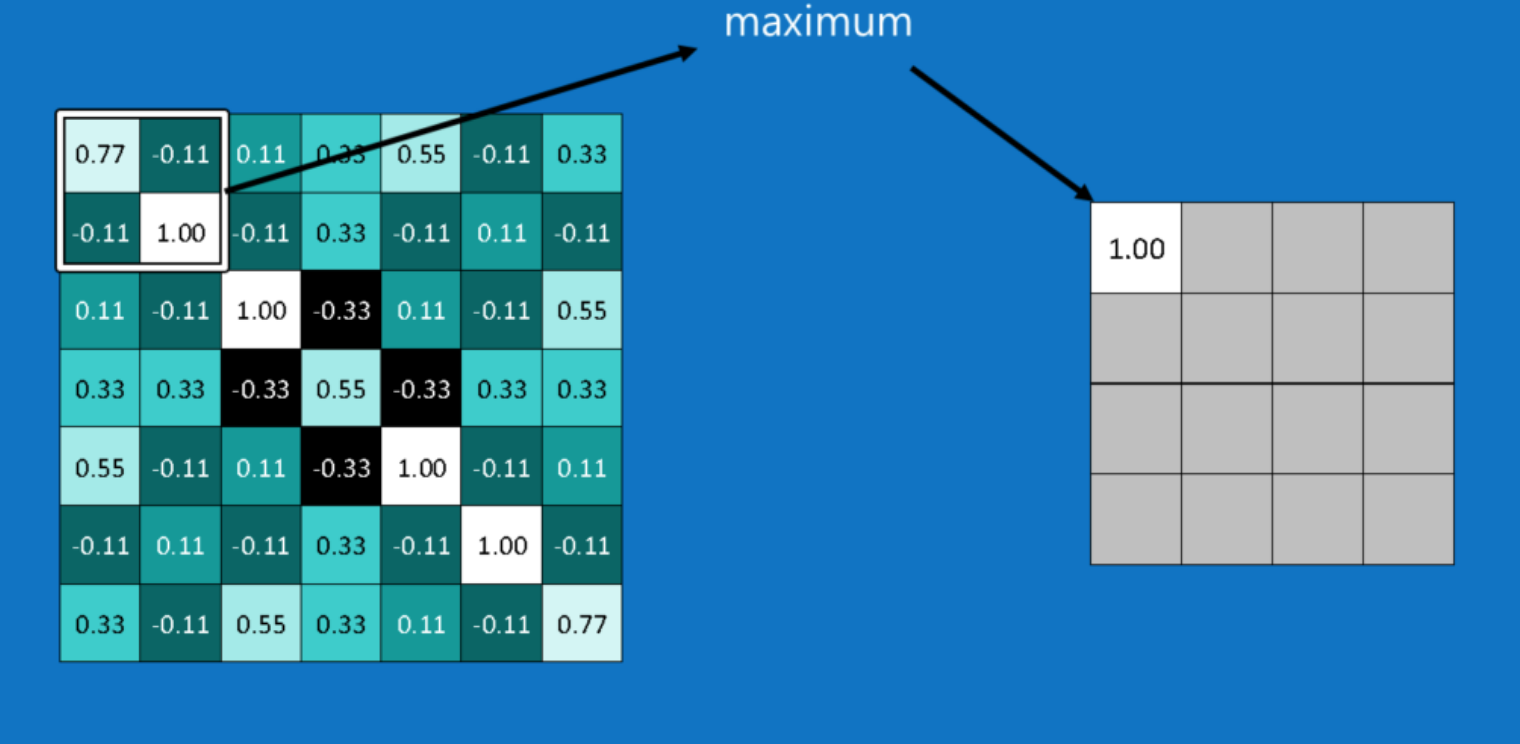 maximum
0.77 -0.11 0.11 0.33 0.55 -0.11 0.33
-0.11 1.00 -0.11 0.33 -0.11 0.11 -0.11
1.00
0.11 -0.11 1.00 -0.33 0.11 -0.11 0.55
0.33 0.33 -0.33 0.55 -0.33 0.33 0.33
0.55 -0.11 0.11 -0.33 1.00 -0.11 0.11
-0.11 0.11 -0.11 0.33 -0.11 1.00 -0.11
0.33 -0.11 0.55 0.33 0.11 -0.11 0.77